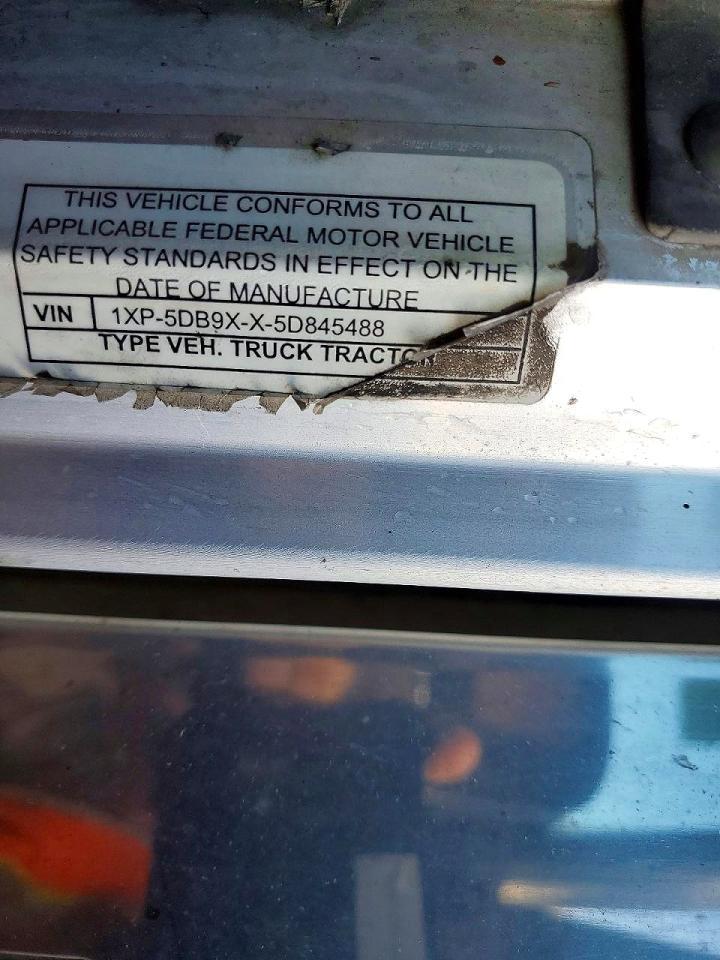 THIS VEHICLE CONFORMS TO ALL
APPLICABLE FEDERAL MOTOR VEHICLE
SAFETY STANDARDS IN EFFECT ON THE
DATE OF MANUFACTURE
VIN 1XP-5DB9X-X-5D845488
TYPE VEH. TRUCK TRACTOR